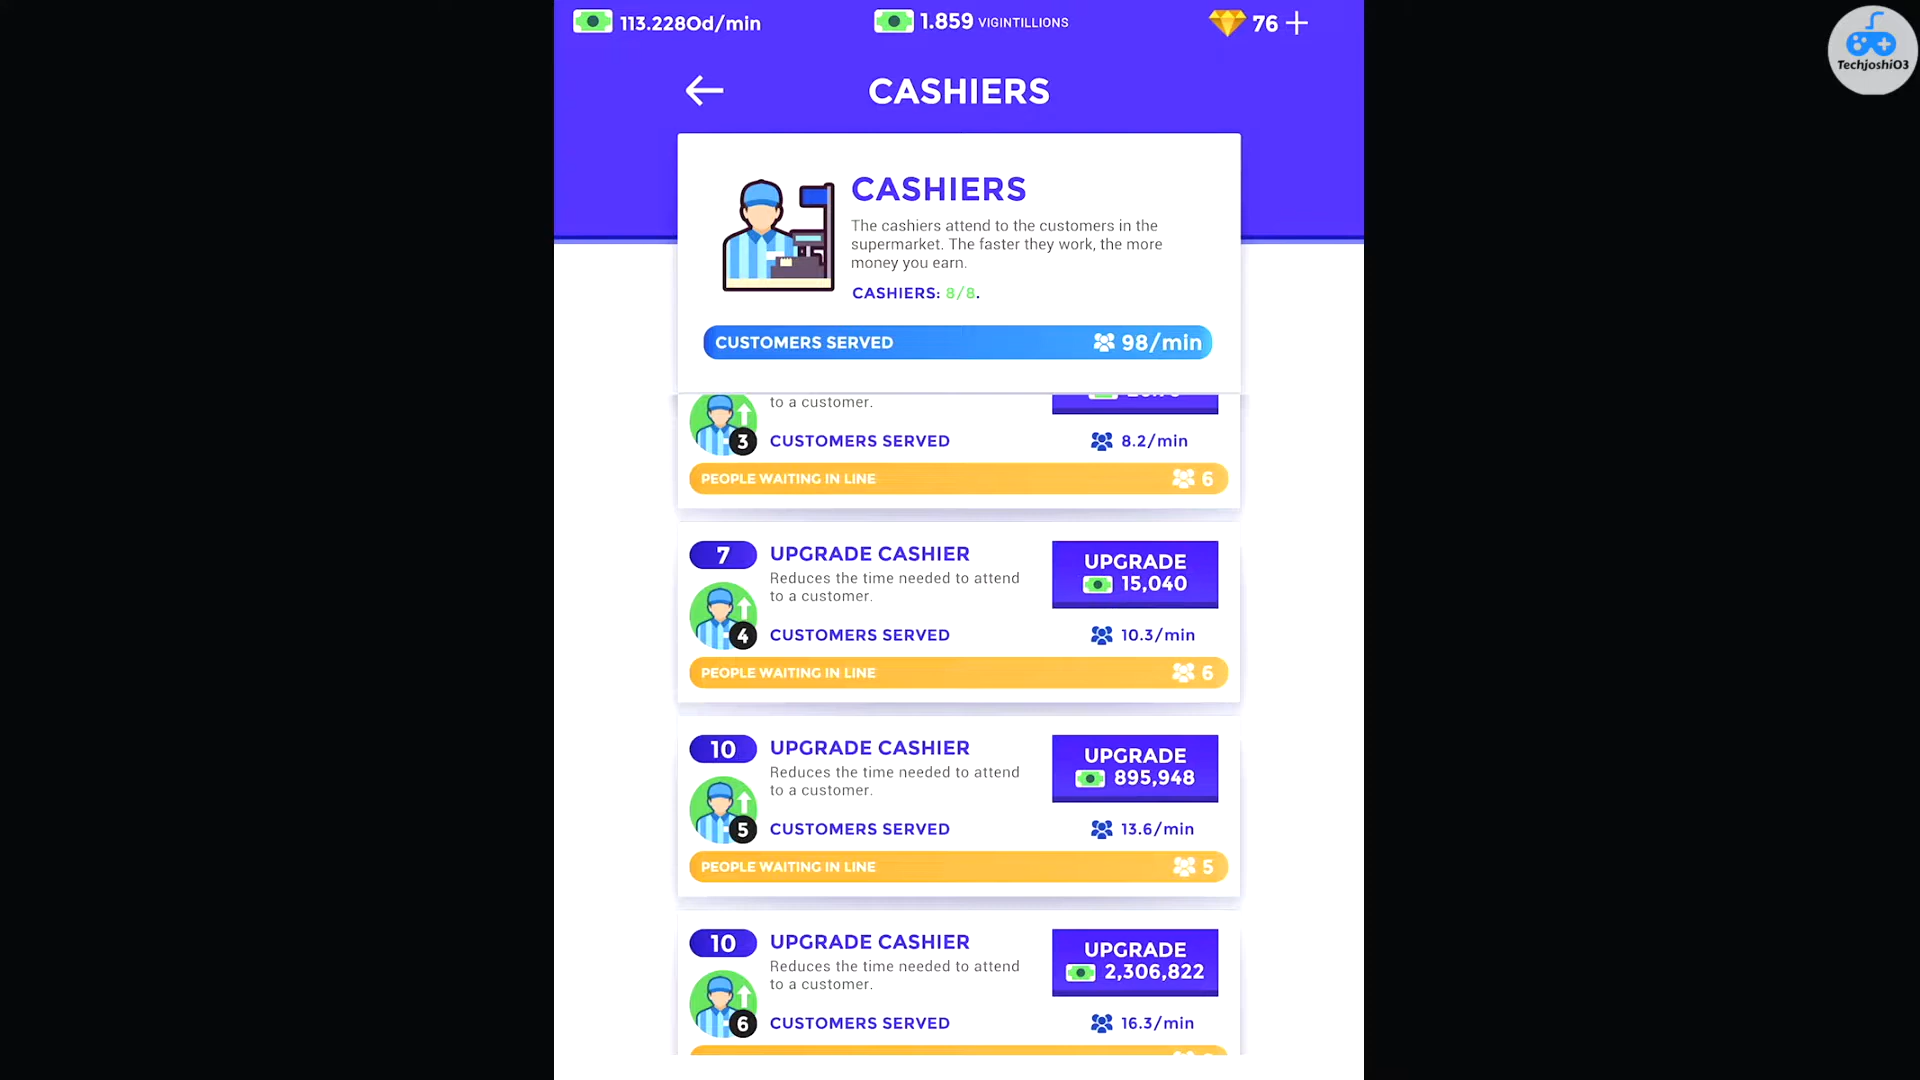 113.228Od/min
1.859 VIGINTILLIONS
76
Techjoshi03
CASHIERS
CASHIERS
The cashiers attend to the customers in the
supermarket. The faster they work, the more
money you earn.
CASHIERS: 8/8.
CUSTOMERS SERVED 98/min
to a customer.
3
CUSTOMERS SERVED 8.2/min
PEOPLE WAITING IN LINE 6
7 UPGRADE CASHIER
Reduces the time needed to attend
to a customer.
UPGRADE
15,040
4
CUSTOMERS SERVED 10.3/min
PEOPLE WAITING IN LINE 6
10 UPGRADE CASHIER
Reduces the time needed to attend
to a customer.
UPGRADE
895,948
5
CUSTOMERS SERVED 13.6/min
PEOPLE WAITING IN LINE 5
10 UPGRADE CASHIER
Reduces the time needed to attend
to a customer.
UPGRADE
2,306,822
6
CUSTOMERS SERVED 16.3/min